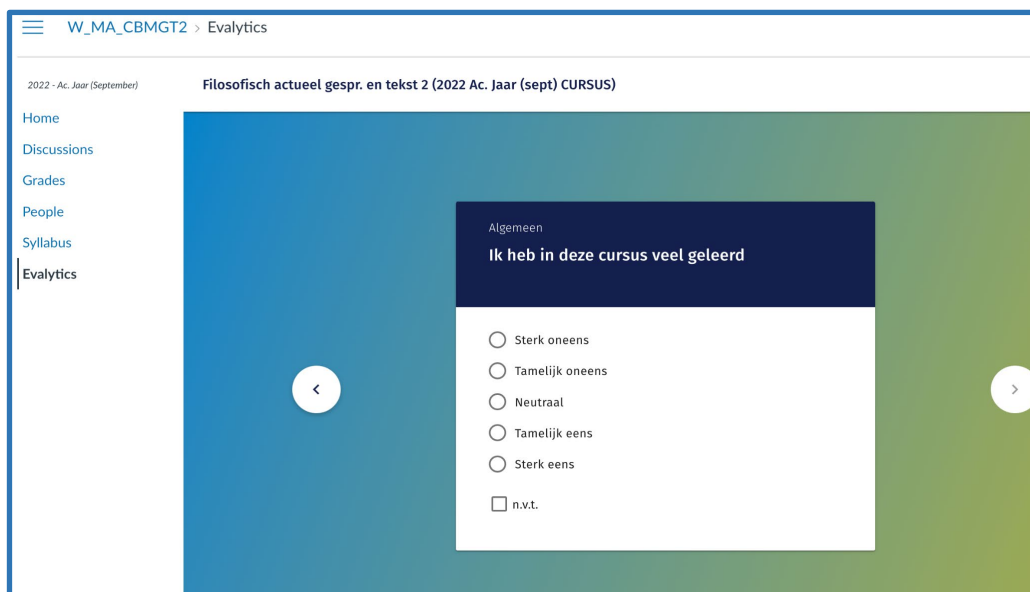 W_MA_CBMGT2 > Evalytics
2022 - Ac. Jaar (September)
Filosofisch actueel gespr. en tekst 2 (2022 Ac. Jaar (sept) CURSUS)
Home
Discussions
Grades
People
Syllabus
Evalytics
Algemeen
Ik heb in deze cursus veel geleerd
Sterk oneens
Tamelijk oneens
Neutraal
Tamelijk eens
Sterk eens
n.v.t.